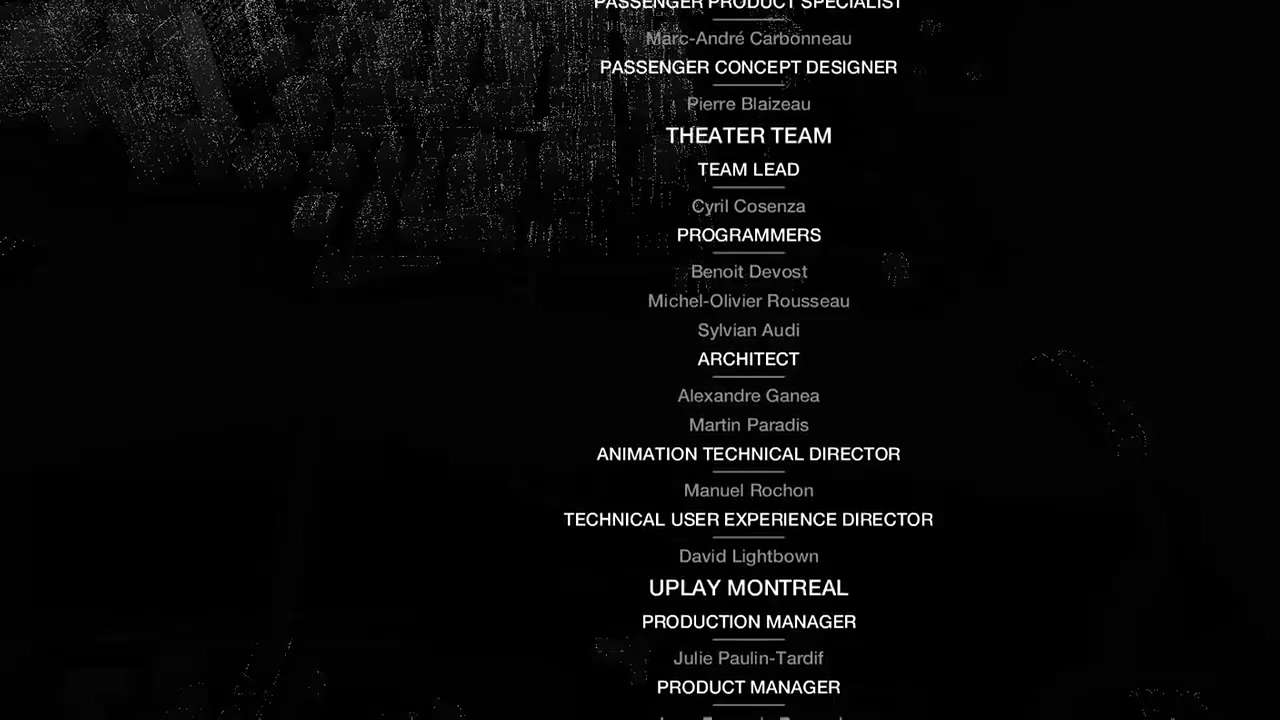 PASSENGER PRODUCT SPECIALIST
Marc-André Carbonneau
PASSENGER CONCEPT DESIGNER
Pierre Blaizeau
THEATER TEAM
TEAM LEAD
Cyril Cosenza
PROGRAMMERS
Benoit Devost
Michel-Olivier Rousseau
Sylvian Audi
ARCHITECT
Alexandre Ganea
Martin Paradis
ANIMATION TECHNICAL DIRECTOR
Manuel Rochon
TECHNICAL USER EXPERIENCE DIRECTOR
David Lightbown
UPLAY MONTREAL
PRODUCTION MANAGER
Julie Paulin-Tardif
PRODUCT MANAGER